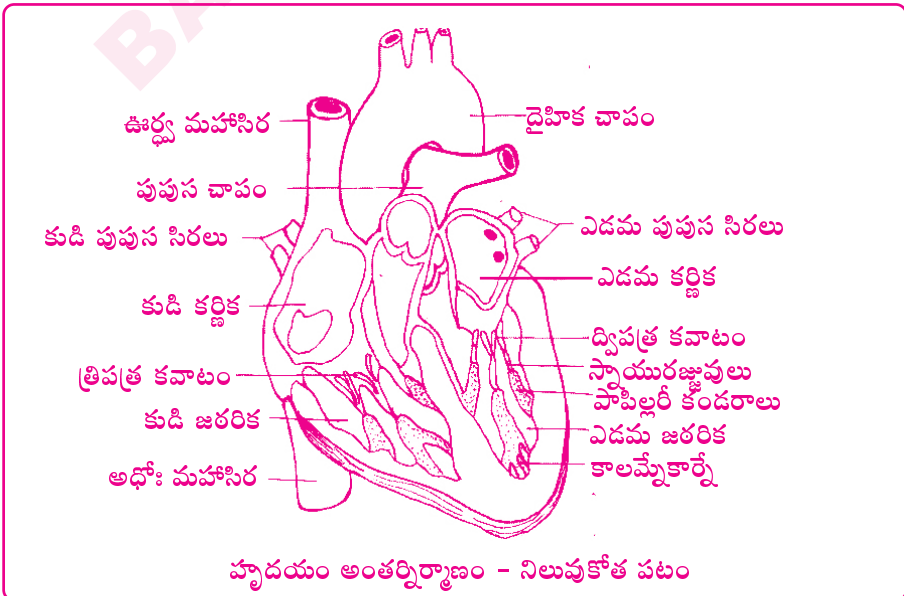 BA
ఊర్ధ్వ మహాసిర
దైహిక చాపం
పుపుస చాపం
కుడి పుపుస సిరలు
ఎడమ పుపుస సిరలు
ఎడమ కర్ణిక
కుడి కర్ణిక
ద్విపత్ర కవాటం
త్రిపత్ర కవాటం
స్నాయురజ్జువులు
పాపిల్లరీ కండరాలు
కుడి జఠరిక
ఎడమ జఠరిక
కాలమ్నేకార్నే
అధోః మహాసిర
హృదయం అంతర్నిర్మాణం - నిలువుకోత పటం